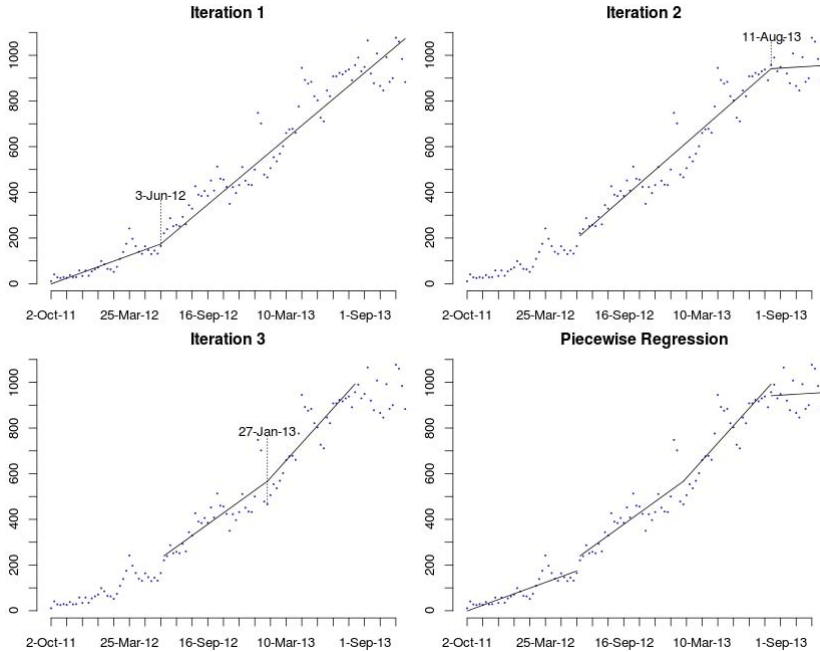 Iteration 1
0 200 400 600 800 1000
3-Jun-12
2-Oct-11 25-Mar-12 16-Sep-12 10-Mar-13 1-Sep-13
Iteration 2
0 200 400 600 800 1000
11-Aug-13
2-Oct-11 25-Mar-12 16-Sep-12 10-Mar-13 1-Sep-13
Iteration 3
0 200 400 600 800 1000
27-Jan-13
2-Oct-11 25-Mar-12 16-Sep-12 10-Mar-13 1-Sep-13
Piecewise Regression
0 200 400 600 800 1000
2-Oct-11 25-Mar-12 16-Sep-12 10-Mar-13 1-Sep-13